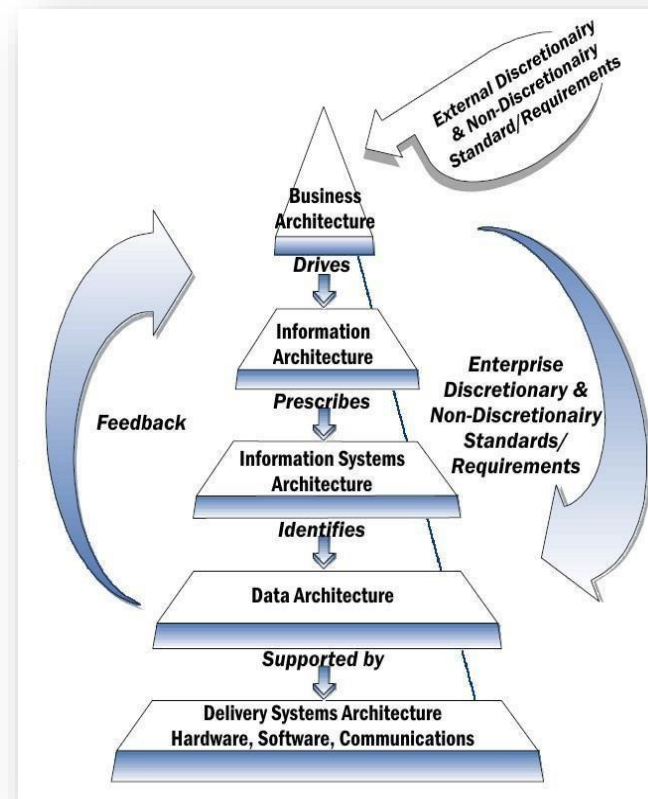 External Discretionairy
& Non-Discretionairy
Standard/Requirements
Business
Architecture
Drives
Information
Architecture
Prescribes
Feedback
Enterprise
Discretionary &
Non-Discretionairy
Standards/
Requirements
Information Systems
Architecture
Identifies
Data Architecture
Supported by
Delivery Systems Architecture
Hardware, Software, Communications